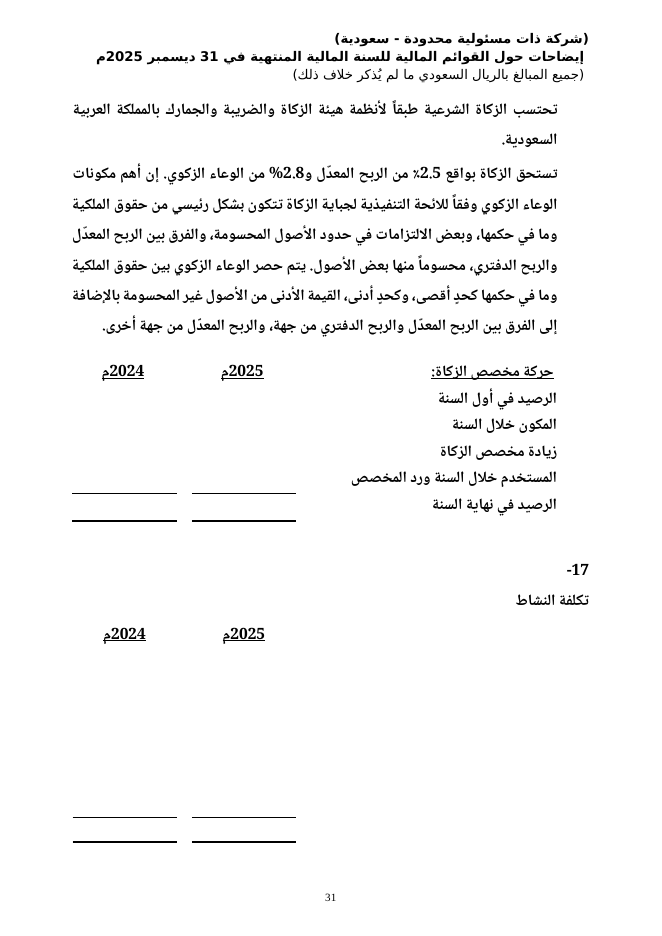 (شركة ذات مسئولية محدودة - سعودية)
إيضاحات حول القوائم المالية للسنة المالية المنتهية في 31 ديسمبر 2025م
(جميع المبالغ بالريال السعودي ما لم يُذكر خلاف ذلك)
تحتسب الزكاة الشرعية طبقاً لأنظمة هيئة الزكاة والضريبة والجمارك بالمملكة العربية
السعودية.
تستحق الزكاة بواقع 2.5٪ من الربح المعدّل و2.8% من الوعاء الزكوي. إن أهم مكونات
الوعاء الزكوي وفقاً للائحة التنفيذية لجباية الزكاة تتكون بشكل رئيسي من حقوق الملكية
وما في حكمها، وبعض الالتزامات في حدود الأصول المحسومة، والفرق بين الربح المعدّل
والربح الدفتري، محسوماً منها بعض الأصول. يتم حصر الوعاء الزكوي بين حقوق الملكية
وما في حكمها كحدٍ أقصى، وكحدٍ أدنى، القيمة الأدنى من الأصول غير المحسومة بالإضافة
إلى الفرق بين الربح المعدّل والربح الدفتري من جهة، والربح المعدّل من جهة أخرى.
حركة مخصص الزكاة: 2025م 2024م
الرصيد في أول السنة
المكون خلال السنة
زيادة مخصص الزكاة
المستخدم خلال السنة ورد المخصص
الرصيد في نهاية السنة
17-
تكلفة النشاط
2025م 2024م
31